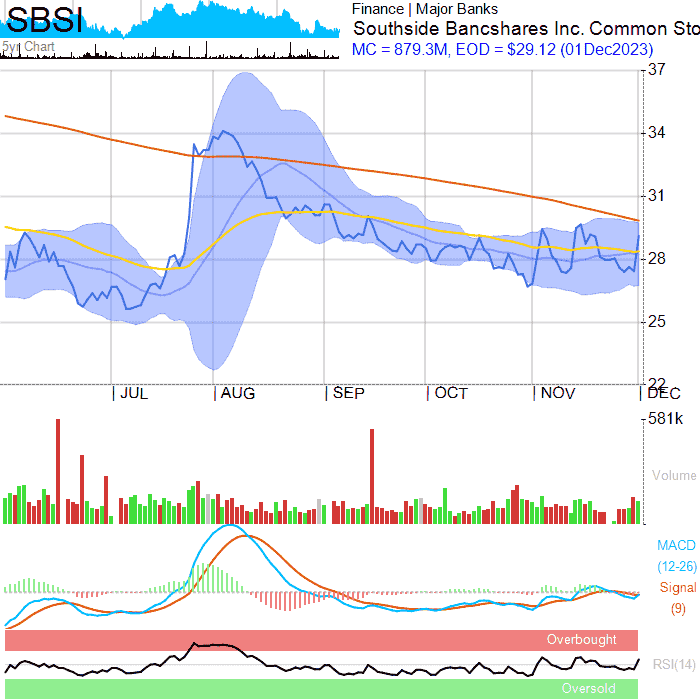 SBSI
Finance | Major Banks
Southside Bancshares Inc. Common Sto
MC = 879.3M, EOD = $29.12 (01Dec2023)
5yr Chart
37
34
31
28
25
22
JUL AUG SEP OCT NOV DEC
581k
Volume
MACD
(12-26)
Signal
(9)
Overbought
RSI(14)
Oversold